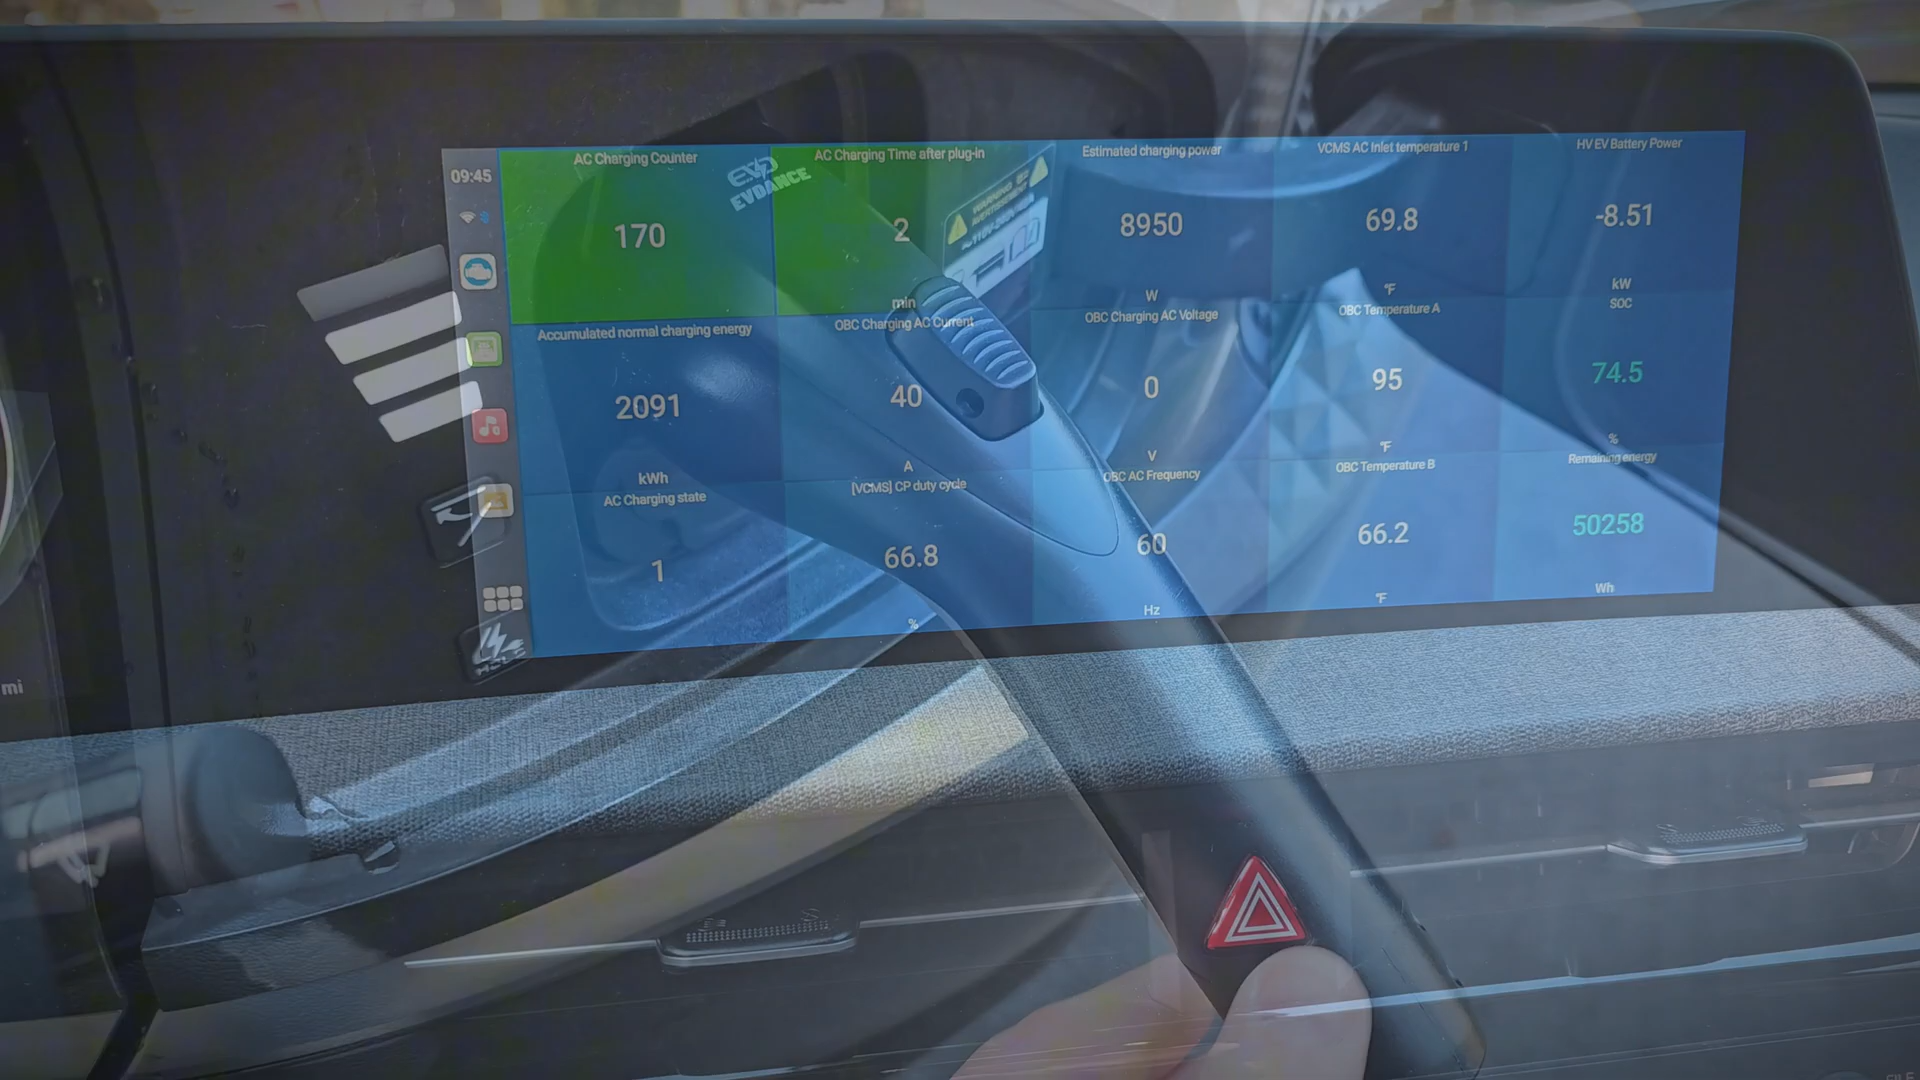 09:45
AC Charging Counter
170
AC Charging Time after plug-in
2
min
Estimated charging power
8950
W
VCMS AC Inlet temperature 1
69.8
°F
HV EV Battery Power
-8.51
kW
Accumulated normal charging energy
2091
kWh
OBC Charging AC Current
40
A
OBC Charging AC Voltage
0
V
OBC Temperature A
95
°F
SOC
74.5
%
AC Charging state
1
[VCMS] CP duty cycle
66.8
%
OBC AC Frequency
60
Hz
OBC Temperature B
66.2
°F
Remaining energy
50258
Wh
EVDANCE
WARNING
mi